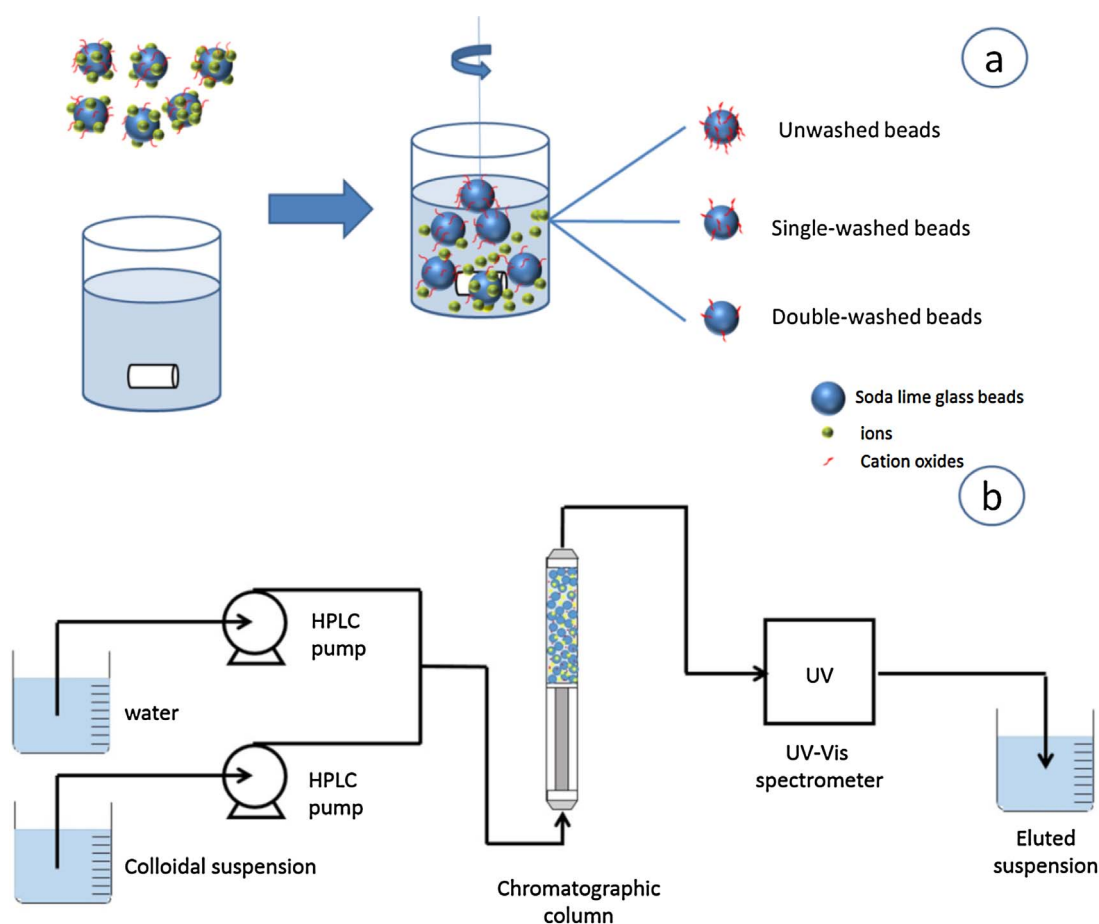 a
Unwashed beads
Single-washed beads
Double-washed beads
Soda lime glass beads
ions
Cation oxides
b
HPLC
pump
water
HPLC
pump
Colloidal suspension
Chromatographic
column
UV
UV-Vis
spectrometer
Eluted
suspension